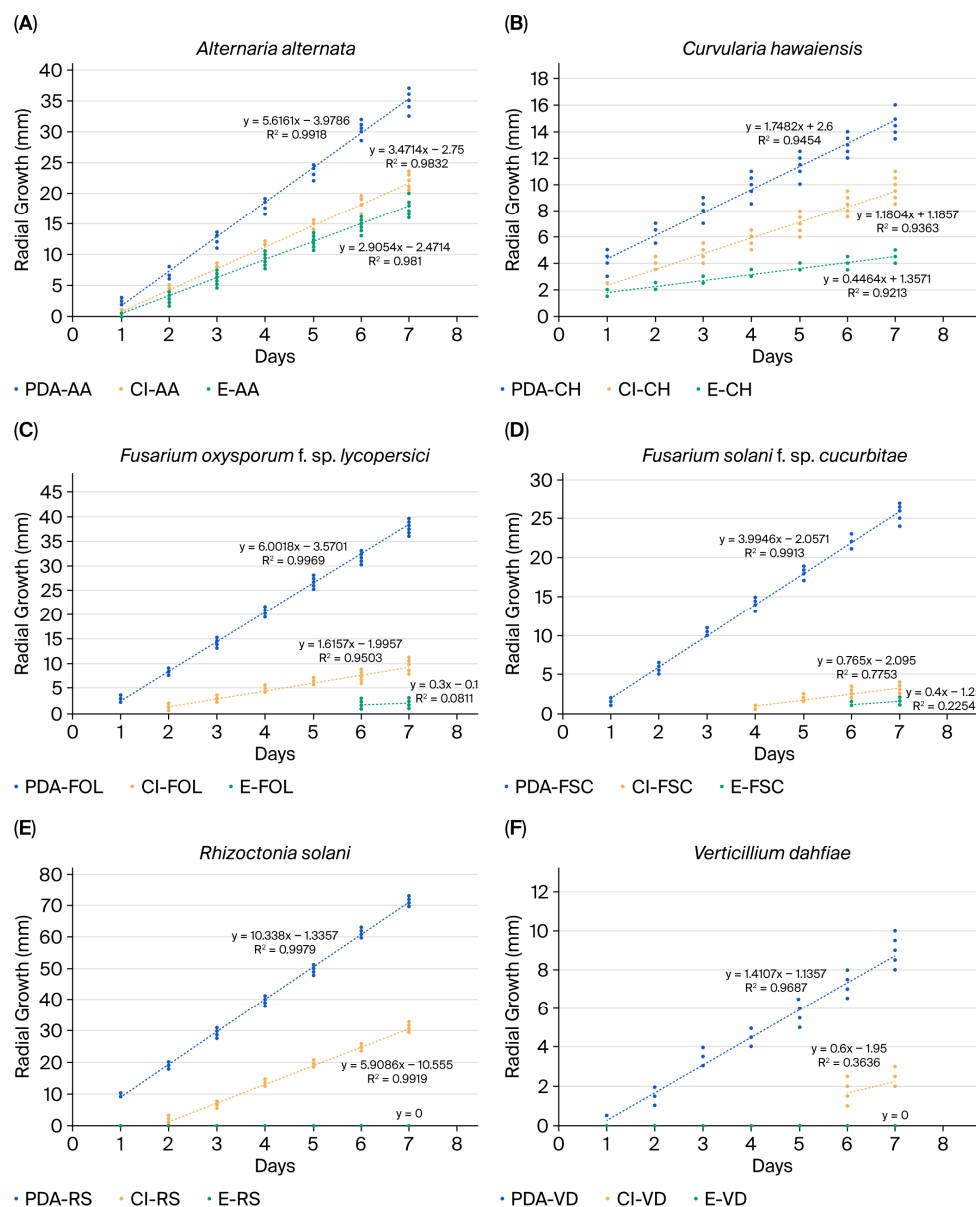 (A)
Alternaria alternata
Radial Growth (mm)
40
35
30
25
20
15
10
5
0
y = 5.6161x − 3.9786
R² = 0.9918
y = 3.4714x − 2.75
R² = 0.9832
y = 2.9054x − 2.4714
R² = 0.981
0 1 2 3 4 5 6 7 8
Days
PDA-AA CI-AA E-AA
(B)
Curvularia hawaiensis
Radial Growth (mm)
18
16
14
12
10
8
6
4
2
0
y = 1.7482x + 2.6
R² = 0.9454
y = 1.1804x + 1.1857
R² = 0.9363
y = 0.4464x + 1.3571
R² = 0.9213
0 1 2 3 4 5 6 7 8
Days
PDA-CH CI-CH E-CH
(C)
Fusarium oxysporum f. sp. lycopersici
Radial Growth (mm)
45
40
35
30
25
20
15
10
5
0
y = 6.0018x − 3.5701
R² = 0.9969
y = 1.6157x − 1.9957
R² = 0.9503
y = 0.3x − 0.1
R² = 0.0811
0 1 2 3 4 5 6 7 8
Days
PDA-FOL CI-FOL E-FOL
(D)
Fusarium solani f. sp. cucurbitae
Radial Growth (mm)
30
25
20
15
10
5
0
y = 3.9946x − 2.0571
R² = 0.9913
y = 0.765x − 2.095
R² = 0.7753
y = 0.4x − 1.2
R² = 0.2254
0 1 2 3 4 5 6 7 8
Days
PDA-FSC CI-FSC E-FSC
(E)
Rhizoctonia solani
Radial Growth (mm)
80
70
60
50
40
30
20
10
0
y = 10.338x − 1.3357
R² = 0.9979
y = 5.9086x − 10.555
R² = 0.9919
y = 0
0 1 2 3 4 5 6 7 8
Days
PDA-RS CI-RS E-RS
(F)
Verticillium dahfiae
Radial Growth (mm)
12
10
8
6
4
2
0
y = 1.4107x − 1.1357
R² = 0.9687
y = 0.6x − 1.95
R² = 0.3636
y = 0
0 1 2 3 4 5 6 7 8
Days
PDA-VD CI-VD E-VD